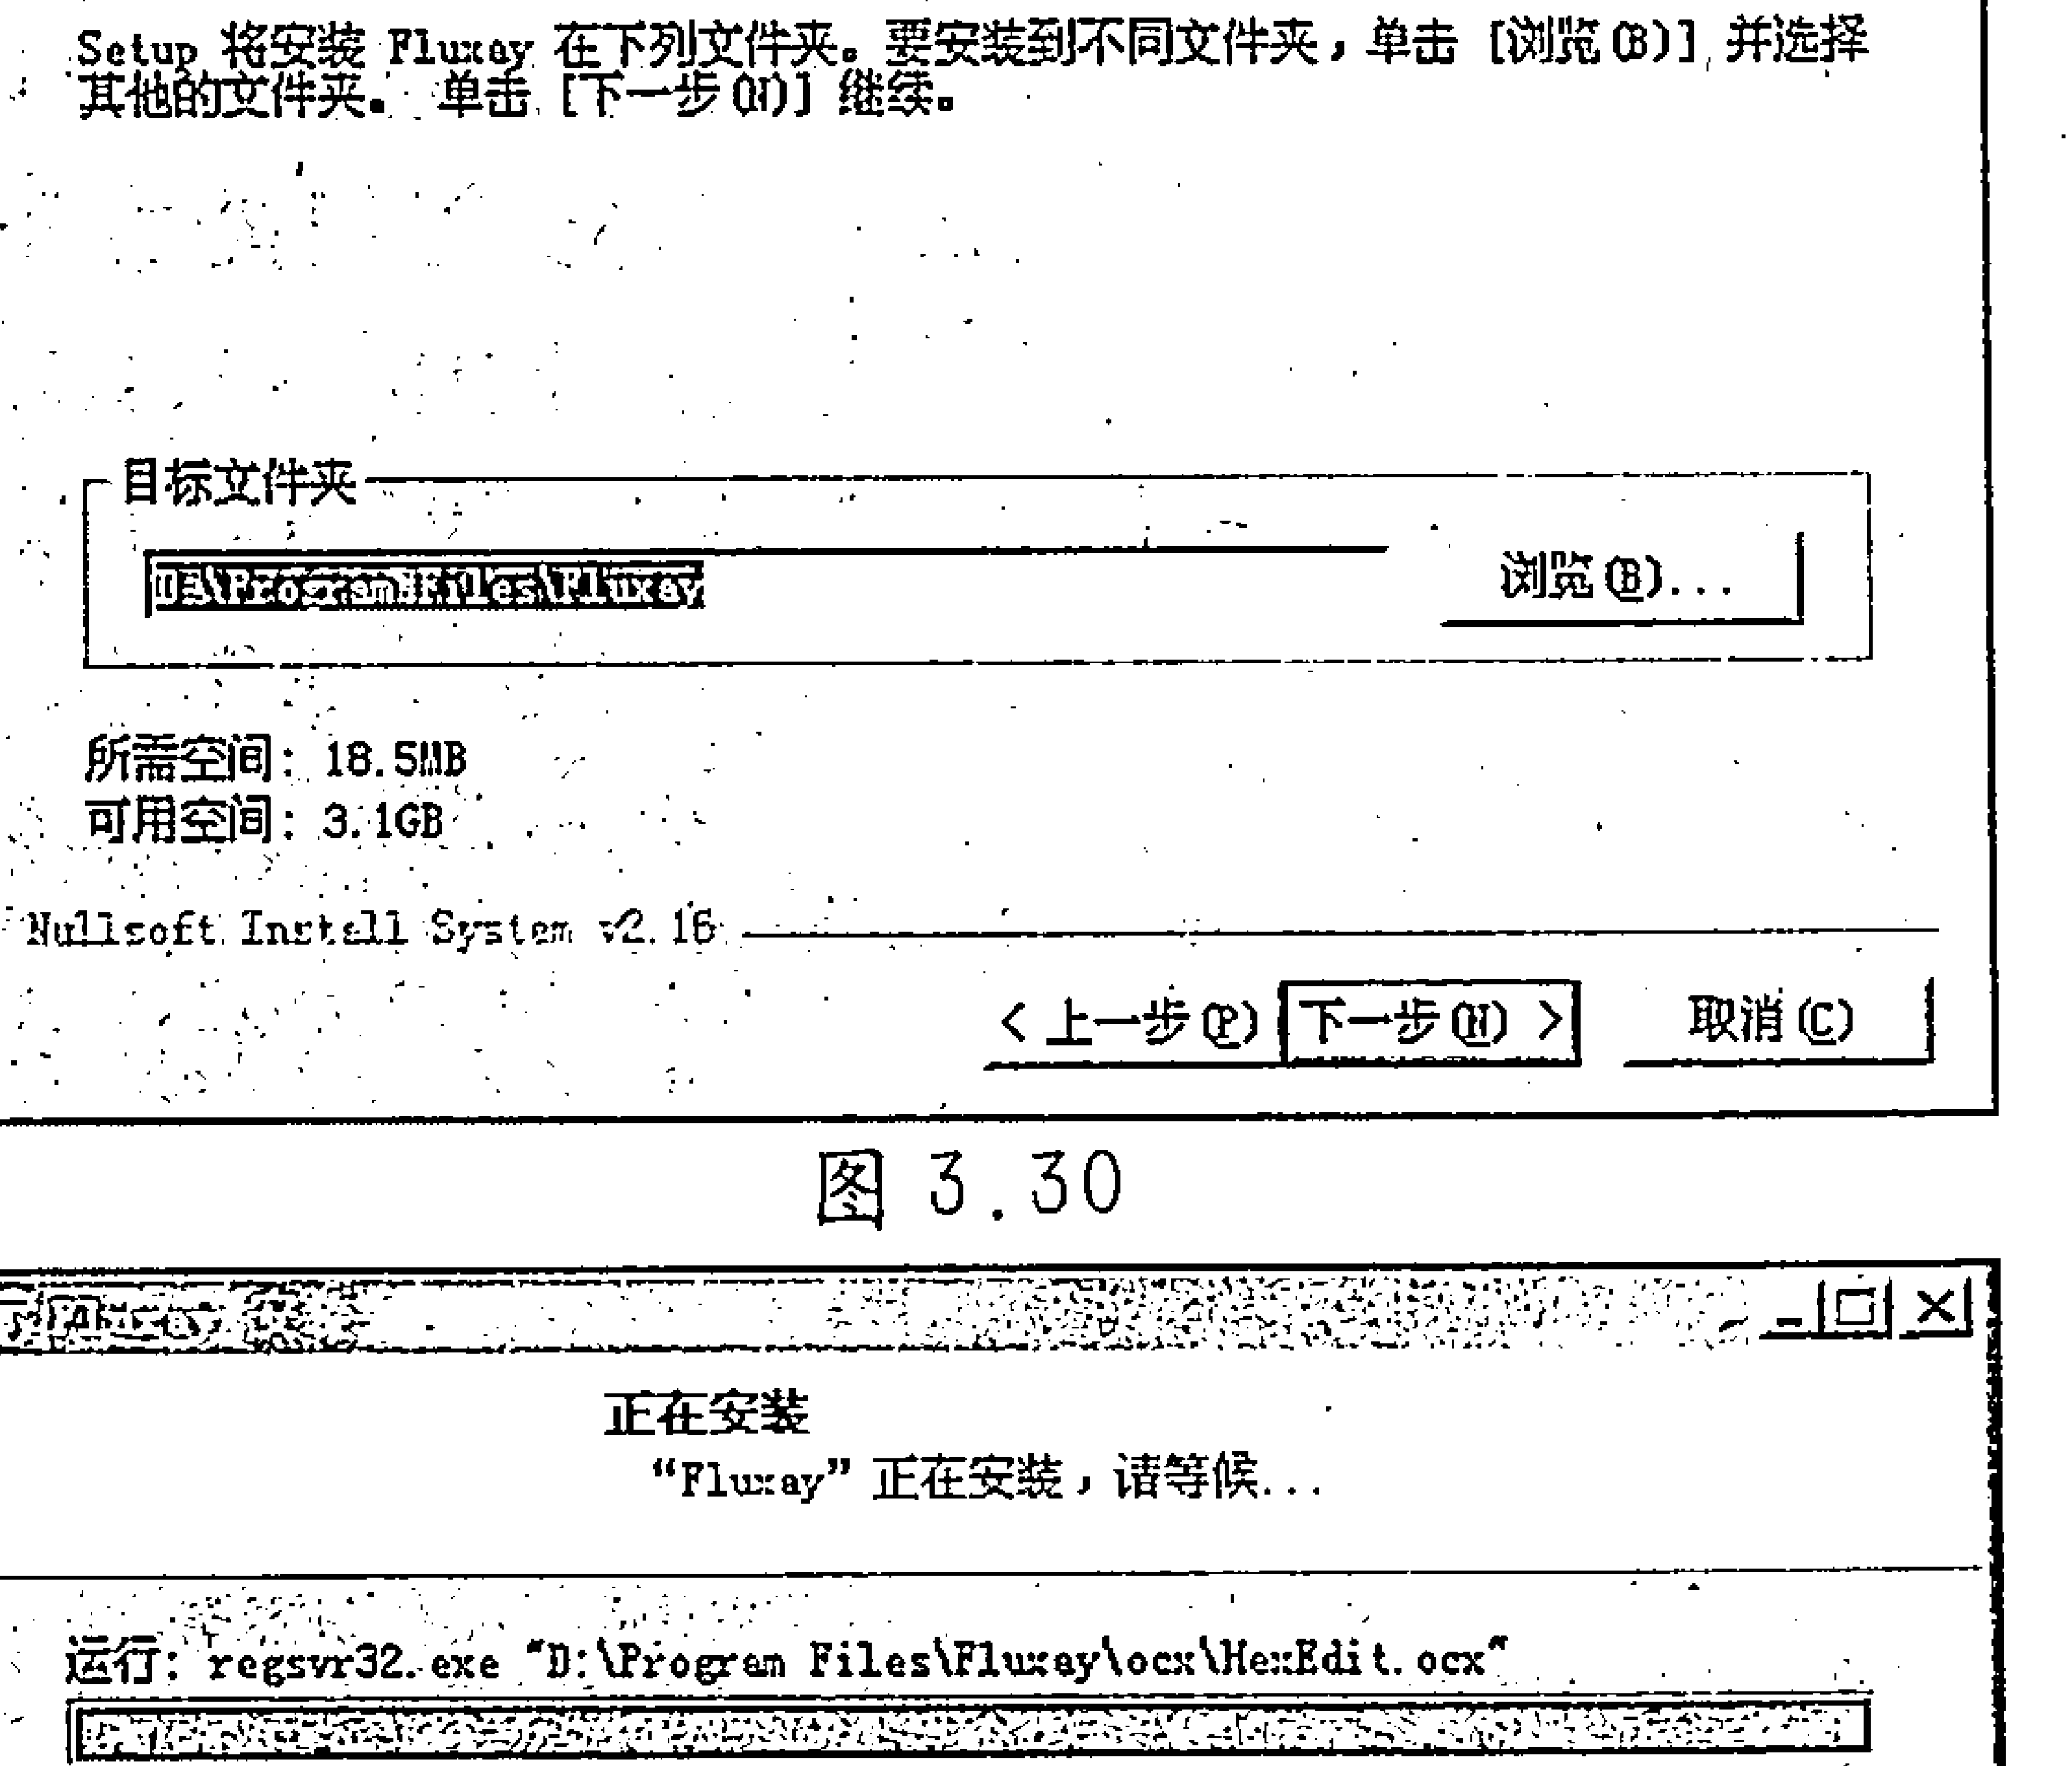 Setup 将安装 Fluxay 在下列文件夹。要安装到不同文件夹，单击 [浏览(B)] 并选择
其他的文件夹。 单击 [下一步(N)] 继续。
目标文件夹
D:\Program Files\Fluxay
浏览(B)...
所需空间: 18.5MB
可用空间: 3.1GB
Nullsoft Install System v2.16
< 上一步(P) 下一步(N) > 取消(C)
图 3.30
Fluxay
正在安装
“Fluxay” 正在安装，请等候...
运行: regsvr32.exe "D:\Program Files\Fluxay\ocx\HexEdit.ocx"